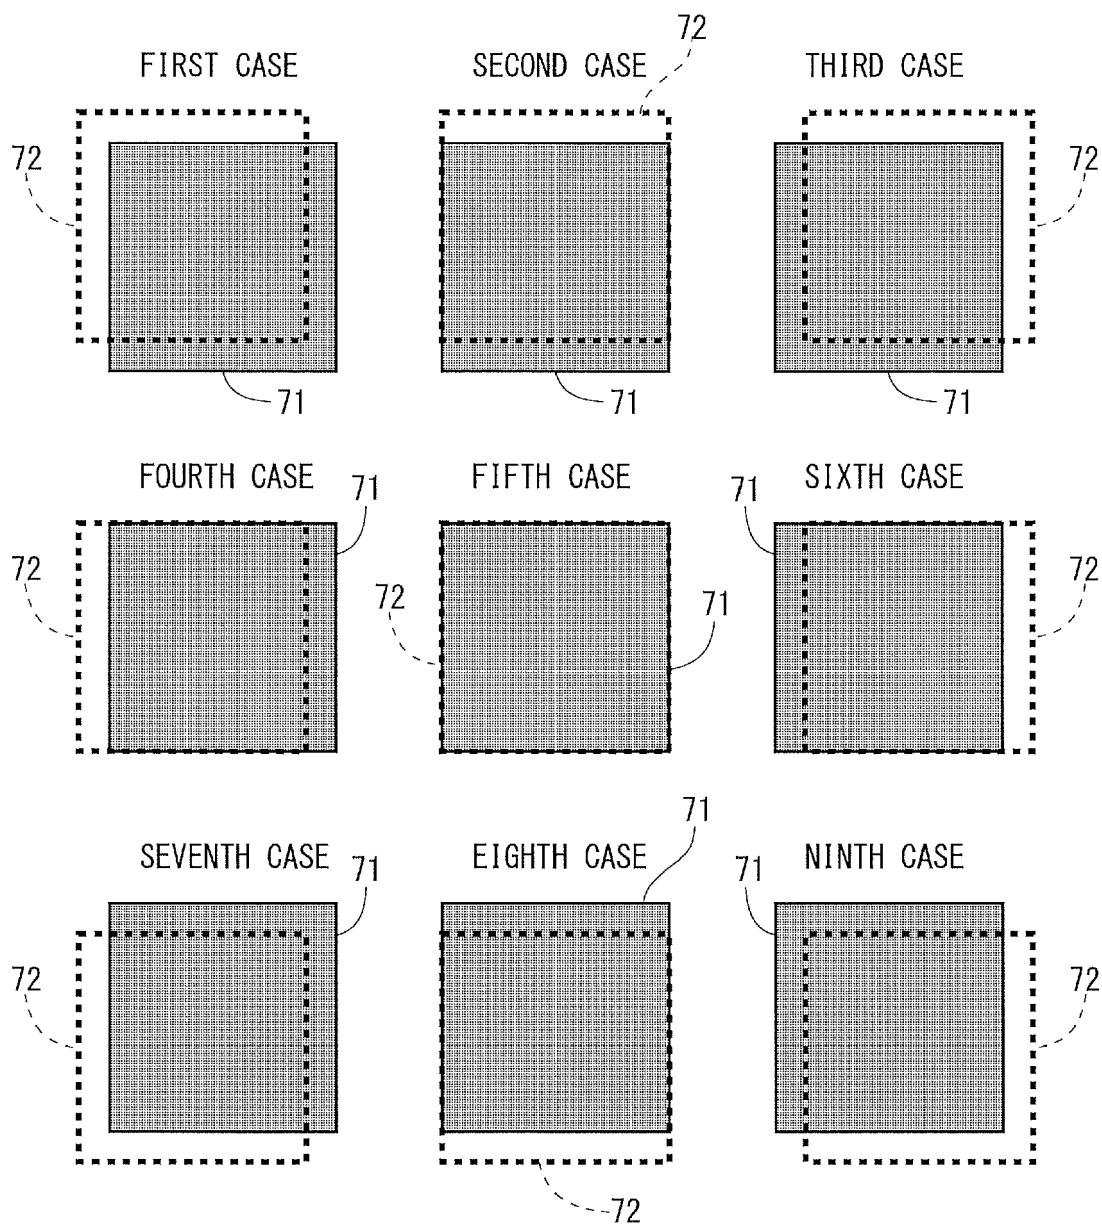 72
FIRST CASE SECOND CASE THIRD CASE
72 72
71 71 71
FOURTH CASE 71 FIFTH CASE 71 SIXTH CASE
72 72 71 72
71
SEVENTH CASE 71 EIGHTH CASE 71 NINTH CASE
72 72
72